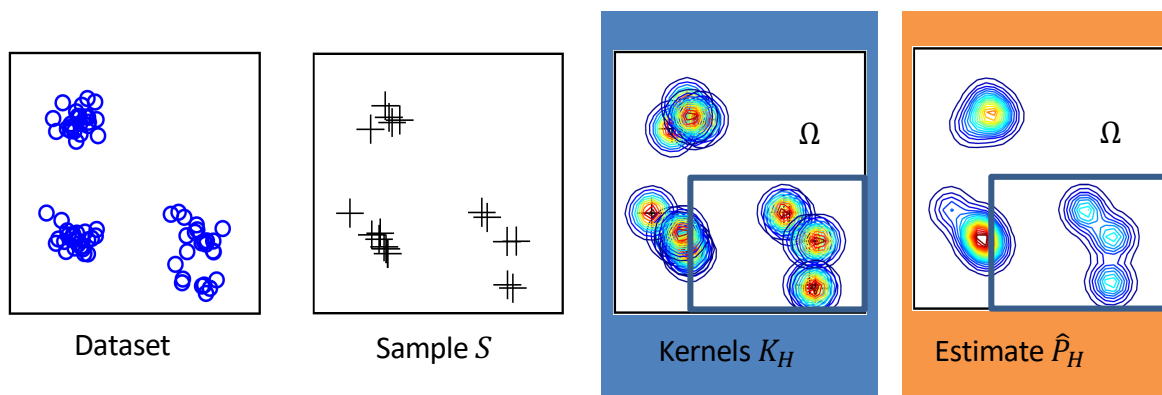 Ω
Ω
Dataset
Sample S
Kernels K_H
Estimate P̂_H